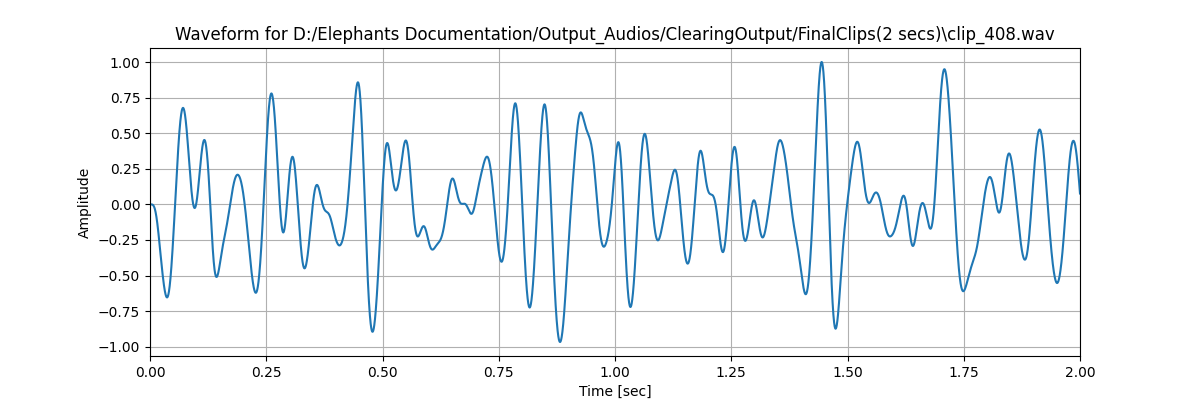 Waveform for D:/Elephants Documentation/Output_Audios/ClearingOutput/FinalClips(2 secs)\clip_408.wav
1.00
0.75
0.50
0.25
0.00
−0.25
−0.50
−0.75
−1.00
Amplitude
0.00 0.25 0.50 0.75 1.00 1.25 1.50 1.75 2.00
Time [sec]